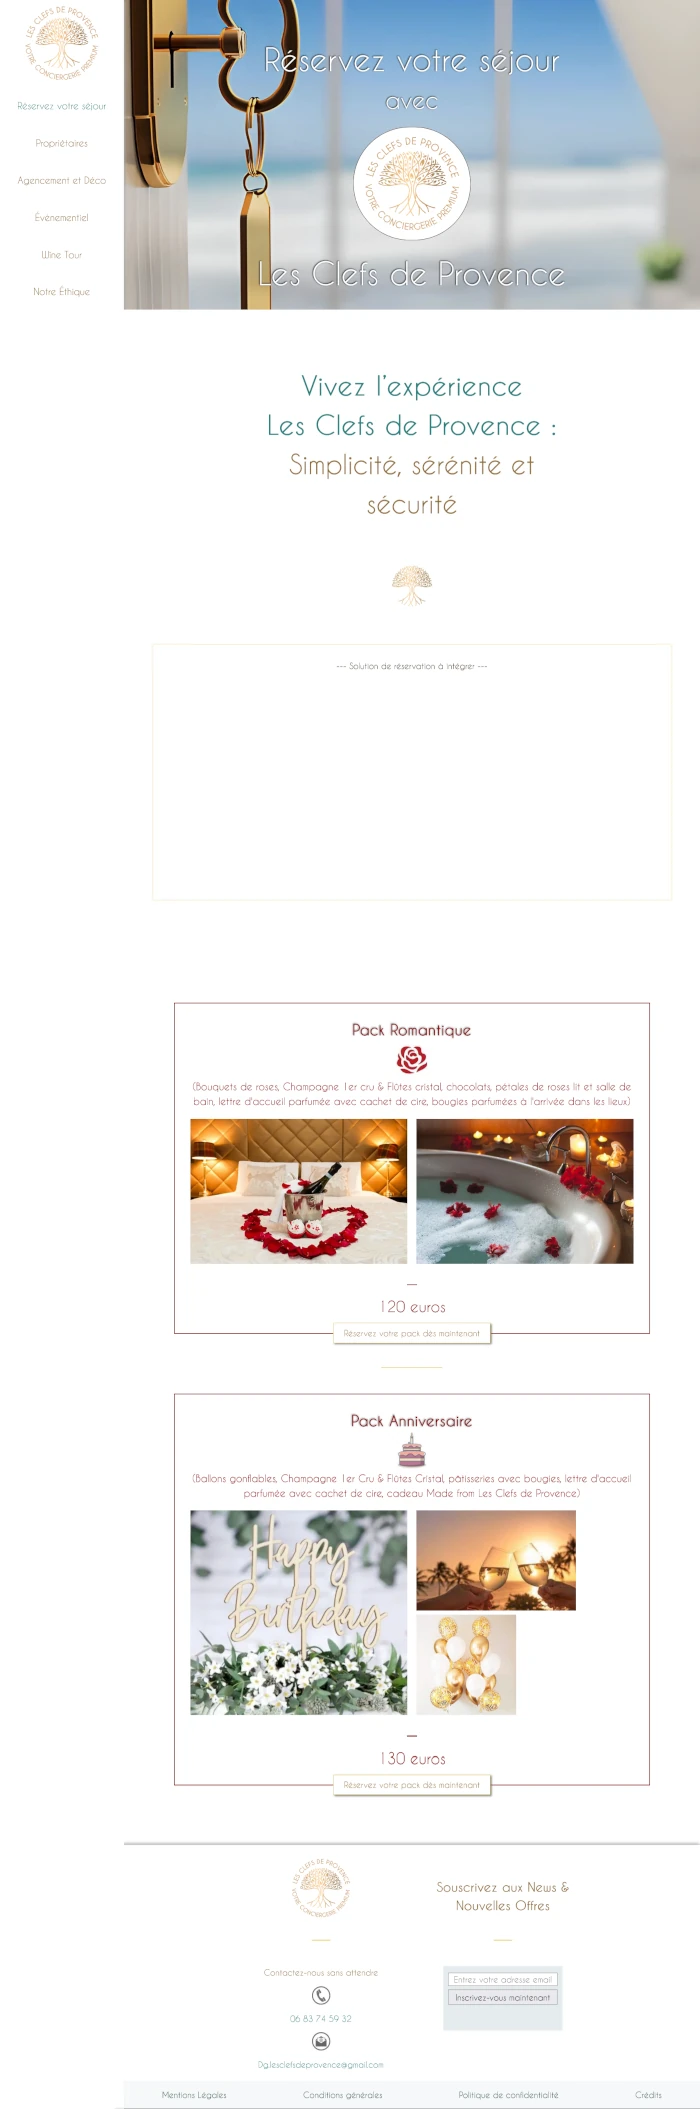 LES CLEFS DE PROVENCE
VOTRE CONCIERGERIE PREMIUM
Réservez votre séjour
Propriétaires
Agencement et Déco
Événementiel
Wine Tour
Notre Éthique
Réservez votre séjour
avec
LES CLEFS DE PROVENCE
VOTRE CONCIERGERIE PREMIUM
Les Clefs de Provence
Vivez l'expérience
Les Clefs de Provence :
Simplicité, sérénité et
sécurité
--- Solution de réservation à intégrer ---
Pack Romantique
(Bouquets de roses, Champagne 1er cru & Flûtes cristal, chocolats, pétales de roses lit et salle de
bain, lettre d'accueil parfumée avec cachet de cire, bougies parfumées à l'arrivée dans les lieux)
120 euros
Réservez votre pack dès maintenant
Pack Anniversaire
(Ballons gonflables, Champagne 1er Cru & Flûtes Cristal, pâtisseries avec bougies, lettre d'accueil
parfumée avec cachet de cire, cadeau Made from Les Clefs de Provence)
Happy
Birthday
130 euros
Réservez votre pack dès maintenant
LES CLEFS DE PROVENCE
VOTRE CONCIERGERIE PREMIUM
Contactez-nous sans attendre
06 83 74 59 32
Dg.lesclefsdeprovence@gmail.com
Souscrivez aux News &
Nouvelles Offres
Entrez votre adresse email
Inscrivez-vous maintenant
Mentions Légales
Conditions générales
Politique de confidentialité
Crédits